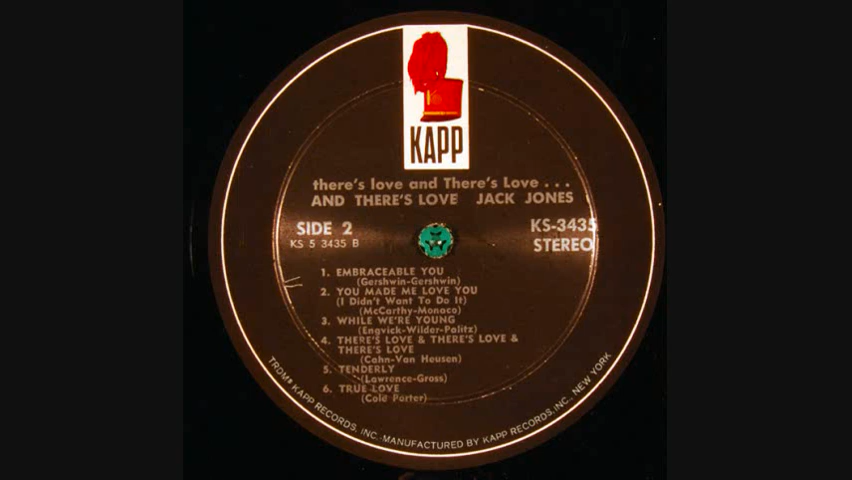 KAPP
there's love and There's Love . . .
AND THERE'S LOVE JACK JONES
SIDE 2
KS 5 3435 B
KS-3435
STEREO
1. EMBRACEABLE YOU
(Gershwin-Gershwin)
2. YOU MADE ME LOVE YOU
(I Didn't Want To Do It)
(McCarthy-Monaco)
3. WHILE WE'RE YOUNG
(Engvick-Wilder-Palitz)
4. THERE'S LOVE & THERE'S LOVE &
THERE'S LOVE
(Cahn-Van Heusen)
5. TENDERLY
(Lawrence-Gross)
6. TRUE LOVE
(Cole Porter)
KAPP RECORDS, INC.-MANUFACTURED BY KAPP RECORDS, INC., NEW YORK